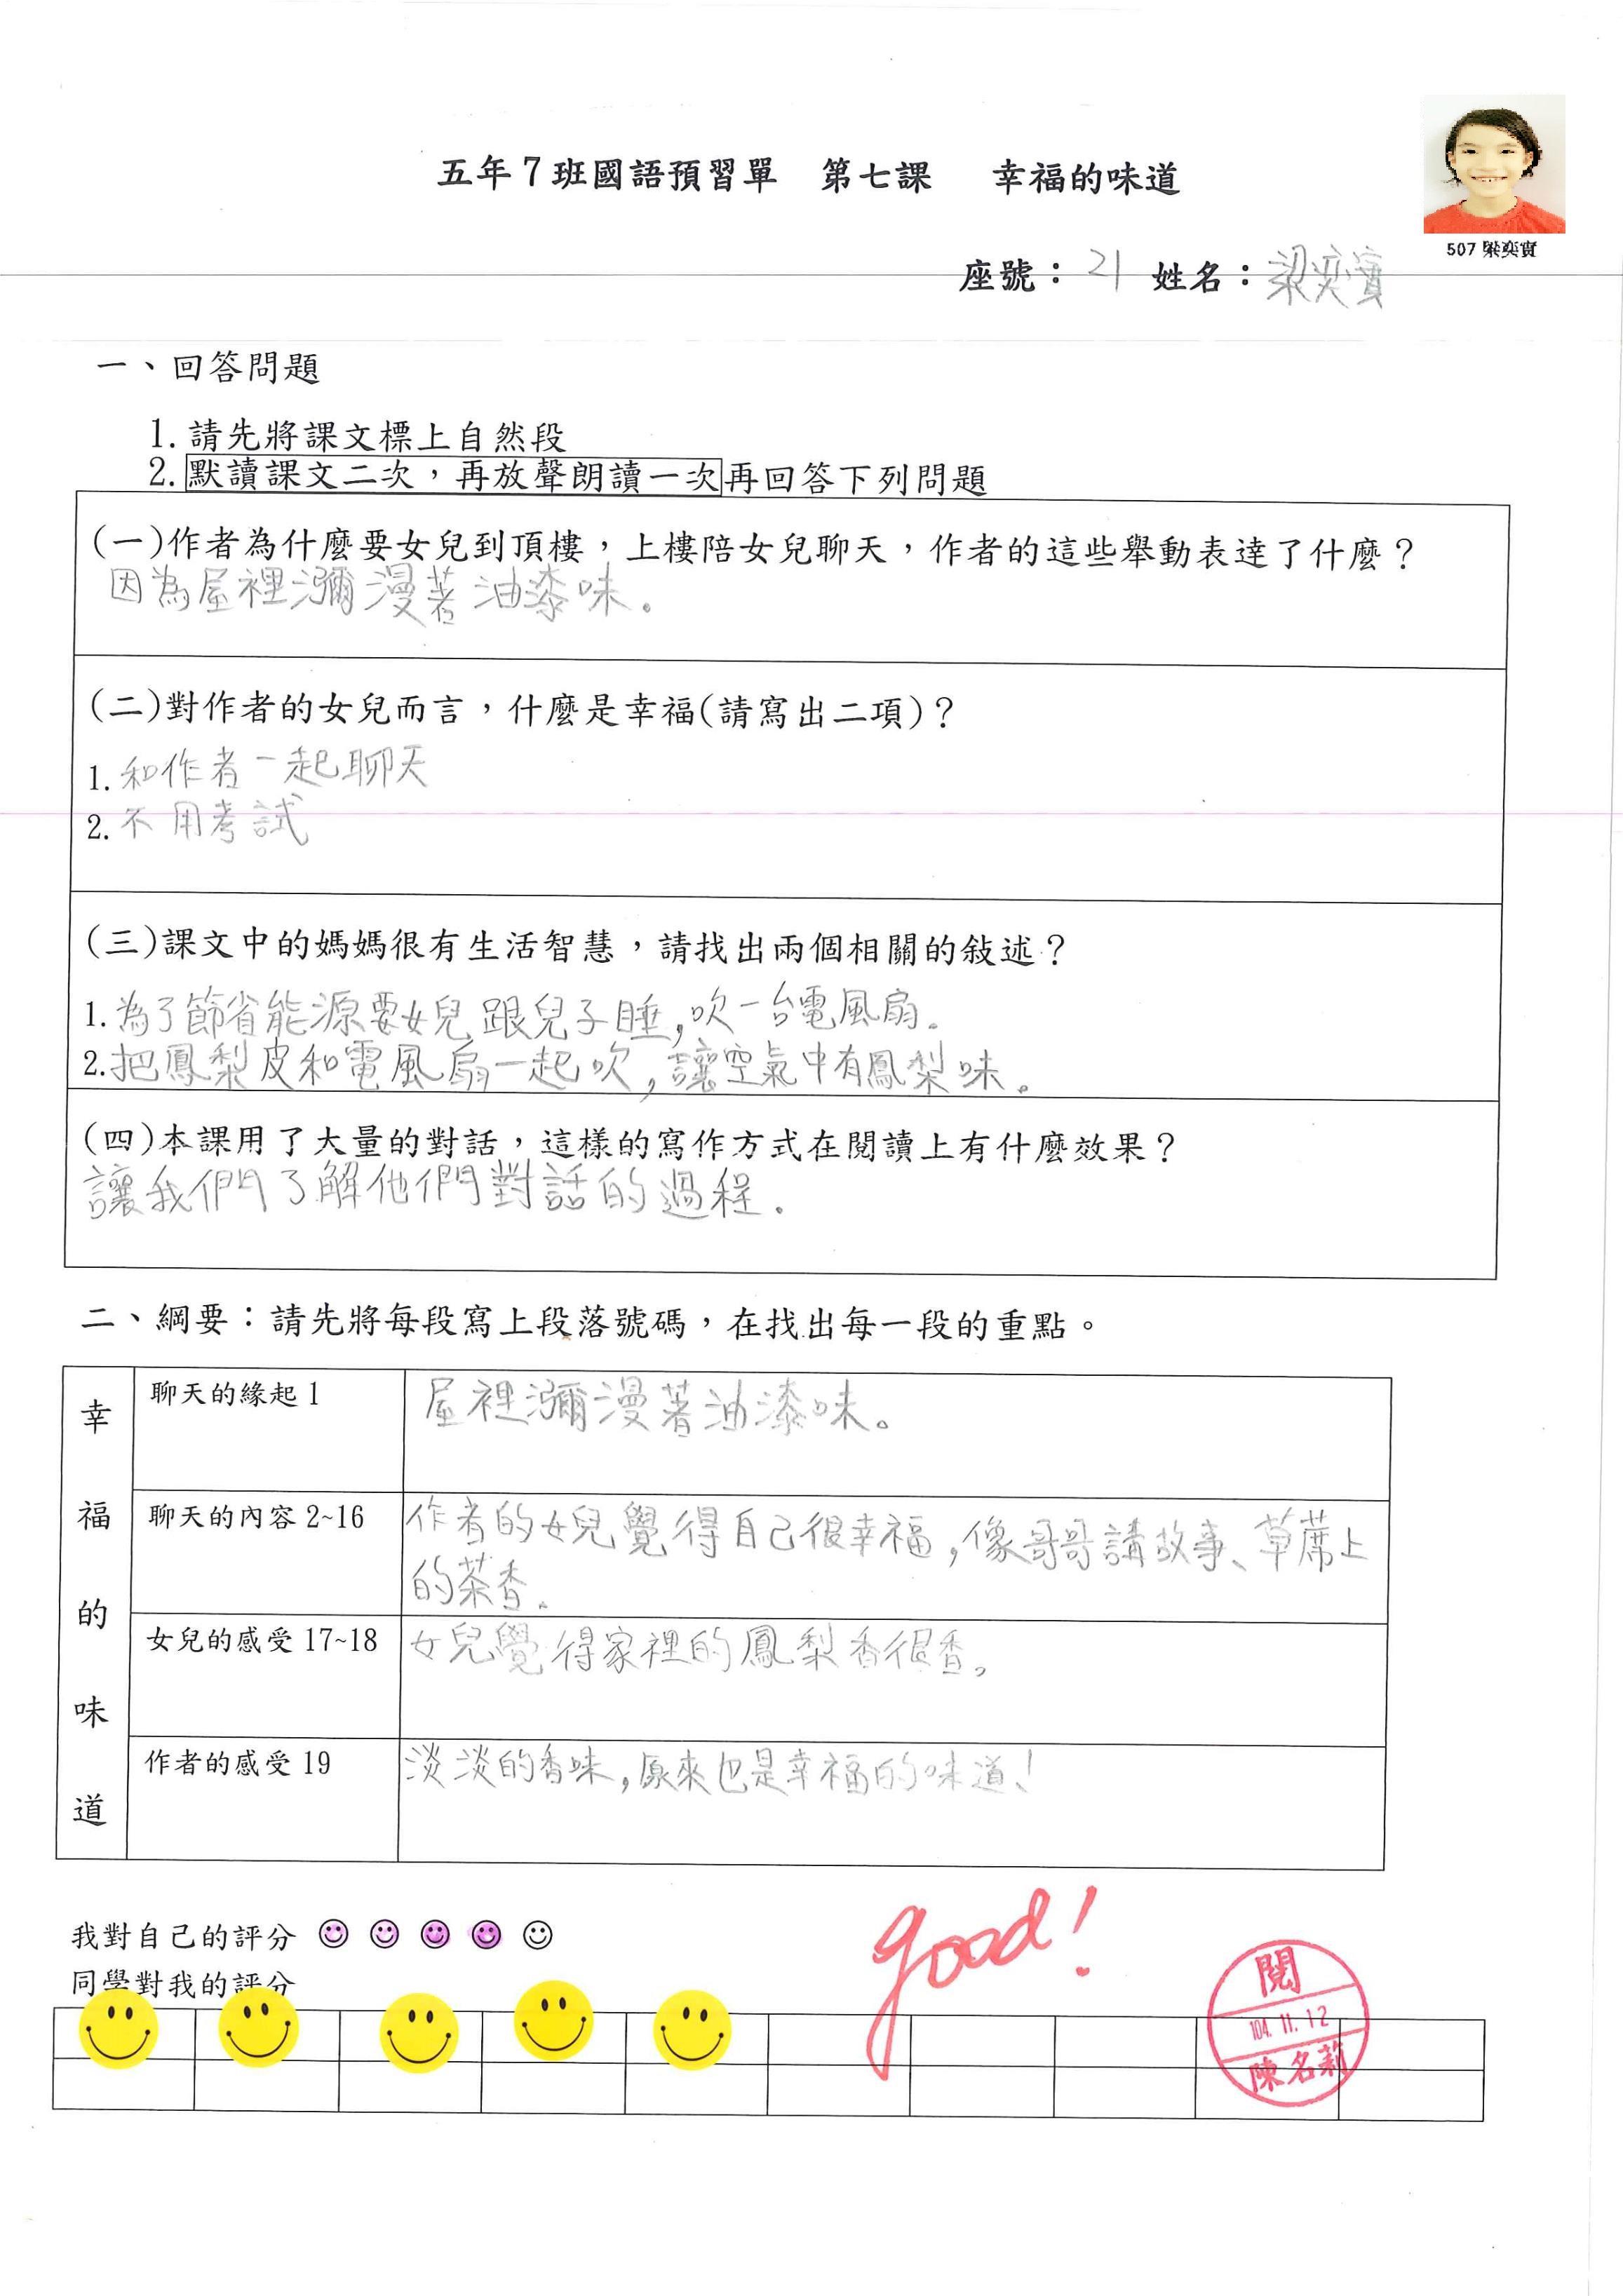 五年7班國語預習單 第七課 幸福的味道
507 梁奕實
座號：21 姓名：梁奕實
一、回答問題
1.請先將課文標上自然段
2.默讀課文二次，再放聲朗讀一次再回答下列問題
(一)作者為什麼要女兒到頂樓，上樓陪女兒聊天，作者的這些舉動表達了什麼？
因為屋裡瀰漫著油漆味。
(二)對作者的女兒而言，什麼是幸福(請寫出二項)？
1.和作者一起聊天
2.不用考試
(三)課文中的媽媽很有生活智慧，請找出兩個相關的敍述？
1.為了節省能源要女兒跟兒子睡，吹一台電風扇。
2.把鳳梨皮和電風扇一起吹，讓空氣中有鳳梨味。
(四)本課用了大量的對話，這樣的寫作方式在閱讀上有什麼效果？
讓我們了解他們對話的過程。
二、綱要：請先將每段寫上段落號碼，在找出每一段的重點。
幸福的味道
聊天的緣起1 屋裡瀰漫著油漆味。
聊天的內容2~16 作者的女兒覺得自己很幸福，像哥哥講故事、草蓆上
的茶香。
女兒的感受17~18 女兒覺得家裡的鳳梨香很香。
作者的感受19 淡淡的香味，原來也是幸福的味道！
我對自己的評分
同學對我的評分
good!
閱
104.11.12
陳名莉